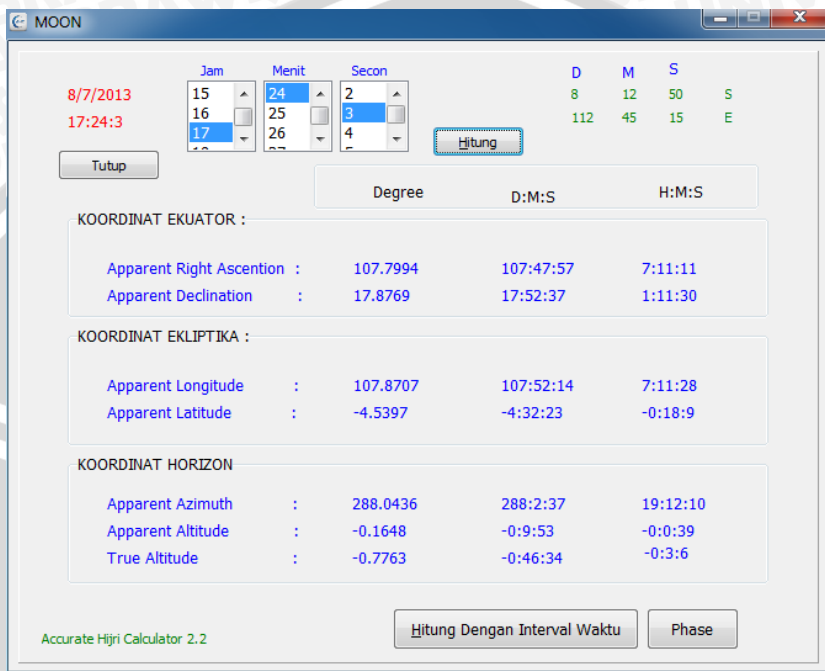 MOON
Jam Menit Secon D M S
8/7/2013 15 24 2 8 12 50 S
17:24:3 16 25 3 112 45 15 E
17 26 4 Hitung
Tutup
Degree D:M:S H:M:S
KOORDINAT EKUATOR :
Apparent Right Ascention : 107.7994 107:47:57 7:11:11
Apparent Declination : 17.8769 17:52:37 1:11:30
KOORDINAT EKLIPTIKA :
Apparent Longitude : 107.8707 107:52:14 7:11:28
Apparent Latitude : -4.5397 -4:32:23 -0:18:9
KOORDINAT HORIZON
Apparent Azimuth : 288.0436 288:2:37 19:12:10
Apparent Altitude : -0.1648 -0:9:53 -0:0:39
True Altitude : -0.7763 -0:46:34 -0:3:6
Accurate Hijri Calculator 2.2 Hitung Dengan Interval Waktu Phase